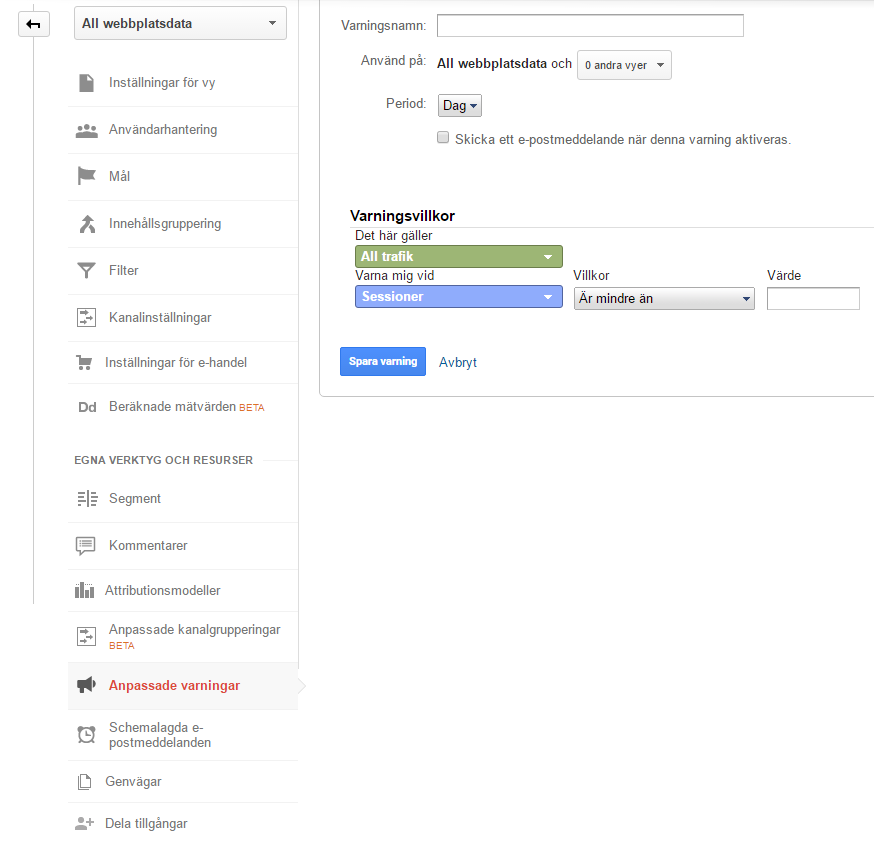 All webbplatsdata
Inställningar för vy
Användarhantering
Mål
Innehållsgruppering
Filter
Kanalinställningar
Inställningar för e-handel
Dd Beräknade mätvärden BETA
EGNA VERKTYG OCH RESURSER
Segment
Kommentarer
Attributionsmodeller
Anpassade kanalgrupperingar
BETA
Anpassade varningar
Schemalagda e-
postmeddelanden
Genvägar
Dela tillgångar
Varningsnamn:
Använd på: All webbplatsdata och 0 andra vyer
Period: Dag
Skicka ett e-postmeddelande när denna varning aktiveras.
Varningsvillkor
Det här gäller
All trafik
Varna mig vid Villkor Värde
Sessioner Är mindre än
Spara varning Avbryt